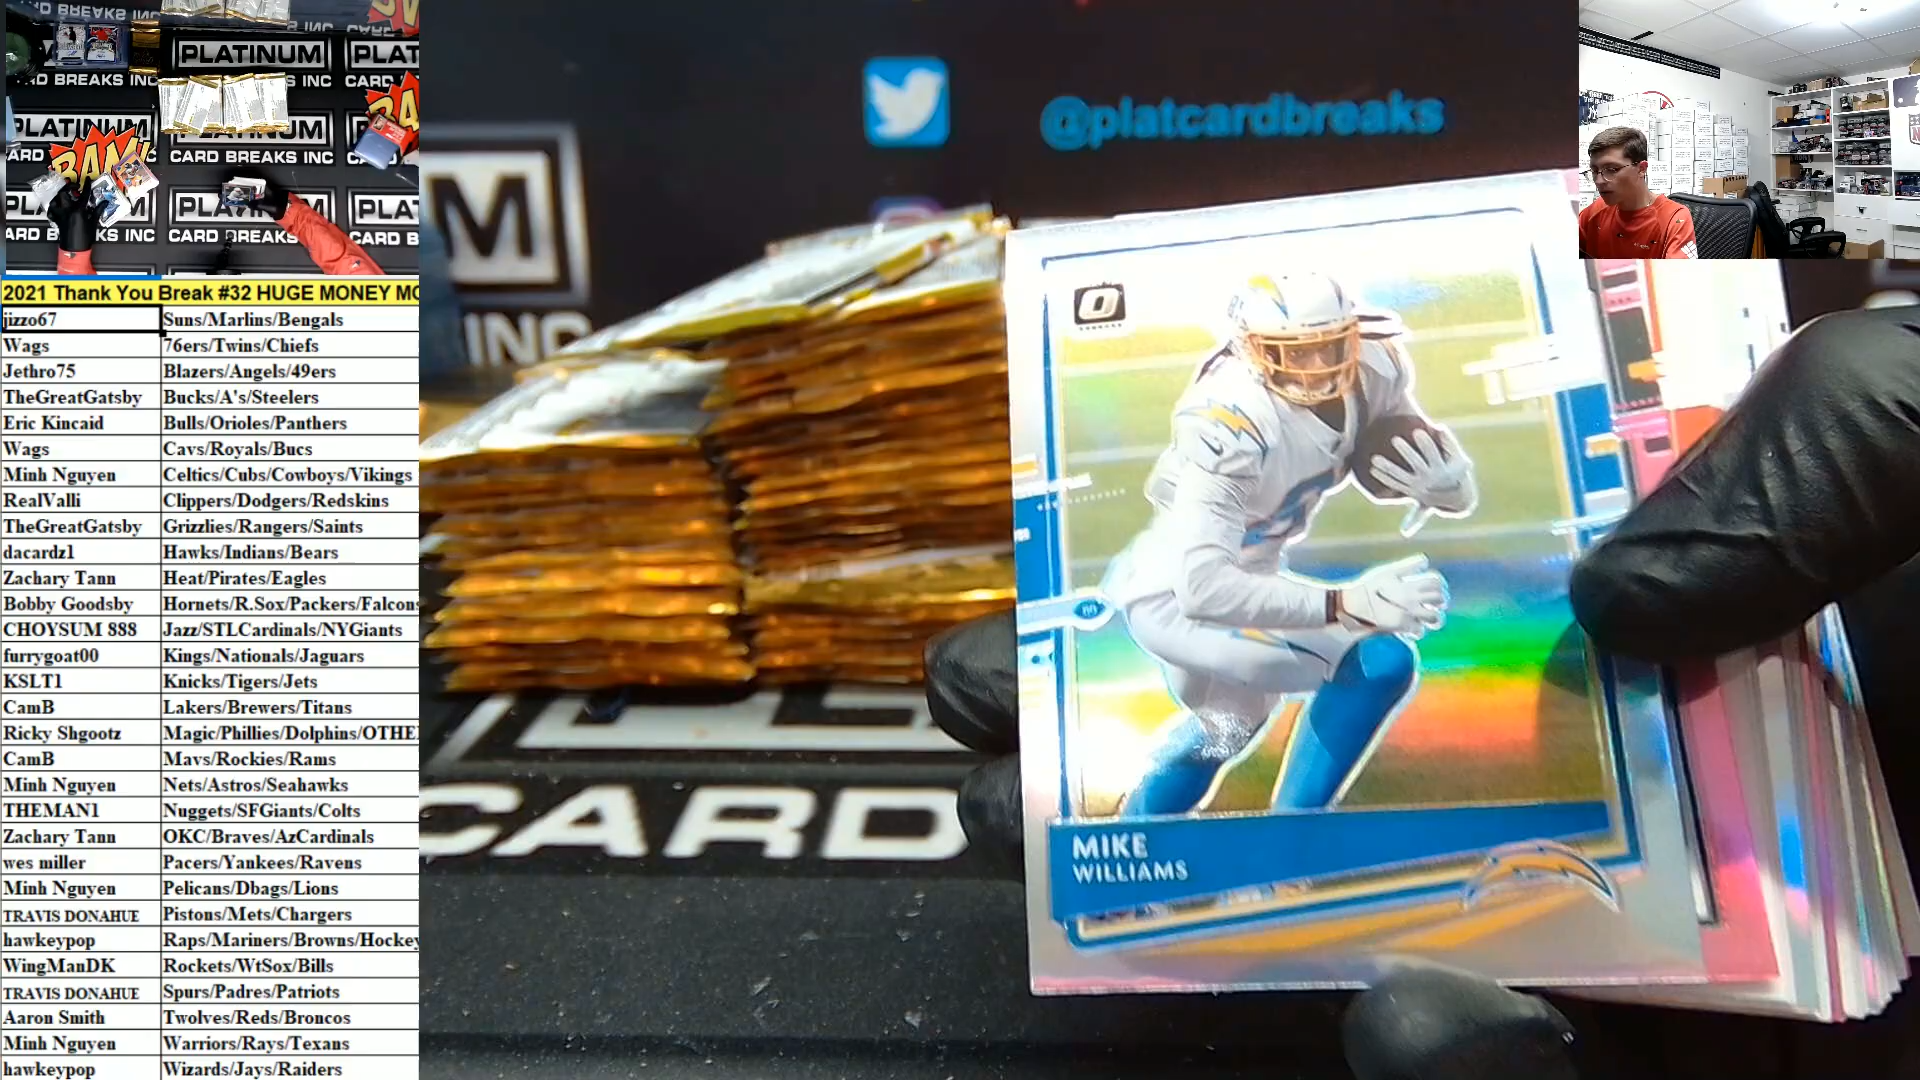 PLATINUM
CARD BREAKS INC
PLATINUM
CARD BREAKS INC
BAM!
PLAT
CARD B
@platcardbreaks
M
INC
CARD
2021 Thank You Break #32 HUGE MONEY MO
jizzo67 Suns/Marlins/Bengals
Wags 76ers/Twins/Chiefs
Jethro75 Blazers/Angels/49ers
TheGreatGatsby Bucks/A's/Steelers
Eric Kincaid Bulls/Orioles/Panthers
Wags Cavs/Royals/Bucs
Minh Nguyen Celtics/Cubs/Cowboys/Vikings
RealValli Clippers/Dodgers/Redskins
TheGreatGatsby Grizzlies/Rangers/Saints
dacardz1 Hawks/Indians/Bears
Zachary Tann Heat/Pirates/Eagles
Bobby Goodsby Hornets/R.Sox/Packers/Falcons
CHOYSUM 888 Jazz/STLCardinals/NYGiants
furrygoat00 Kings/Nationals/Jaguars
KSLT1 Knicks/Tigers/Jets
CamB Lakers/Brewers/Titans
Ricky Shgootz Magic/Phillies/Dolphins/OTHE
CamB Mavs/Rockies/Rams
Minh Nguyen Nets/Astros/Seahawks
THEMAN1 Nuggets/SFGiants/Colts
Zachary Tann OKC/Braves/AzCardinals
wes miller Pacers/Yankees/Ravens
Minh Nguyen Pelicans/Dbags/Lions
TRAVIS DONAHUE Pistons/Mets/Chargers
hawkeypop Raps/Mariners/Browns/Hockey
WingManDK Rockets/WtSox/Bills
TRAVIS DONAHUE Spurs/Padres/Patriots
Aaron Smith Twolves/Reds/Broncos
Minh Nguyen Warriors/Rays/Texans
hawkeypop Wizards/Jays/Raiders
O
MIKE
WILLIAMS